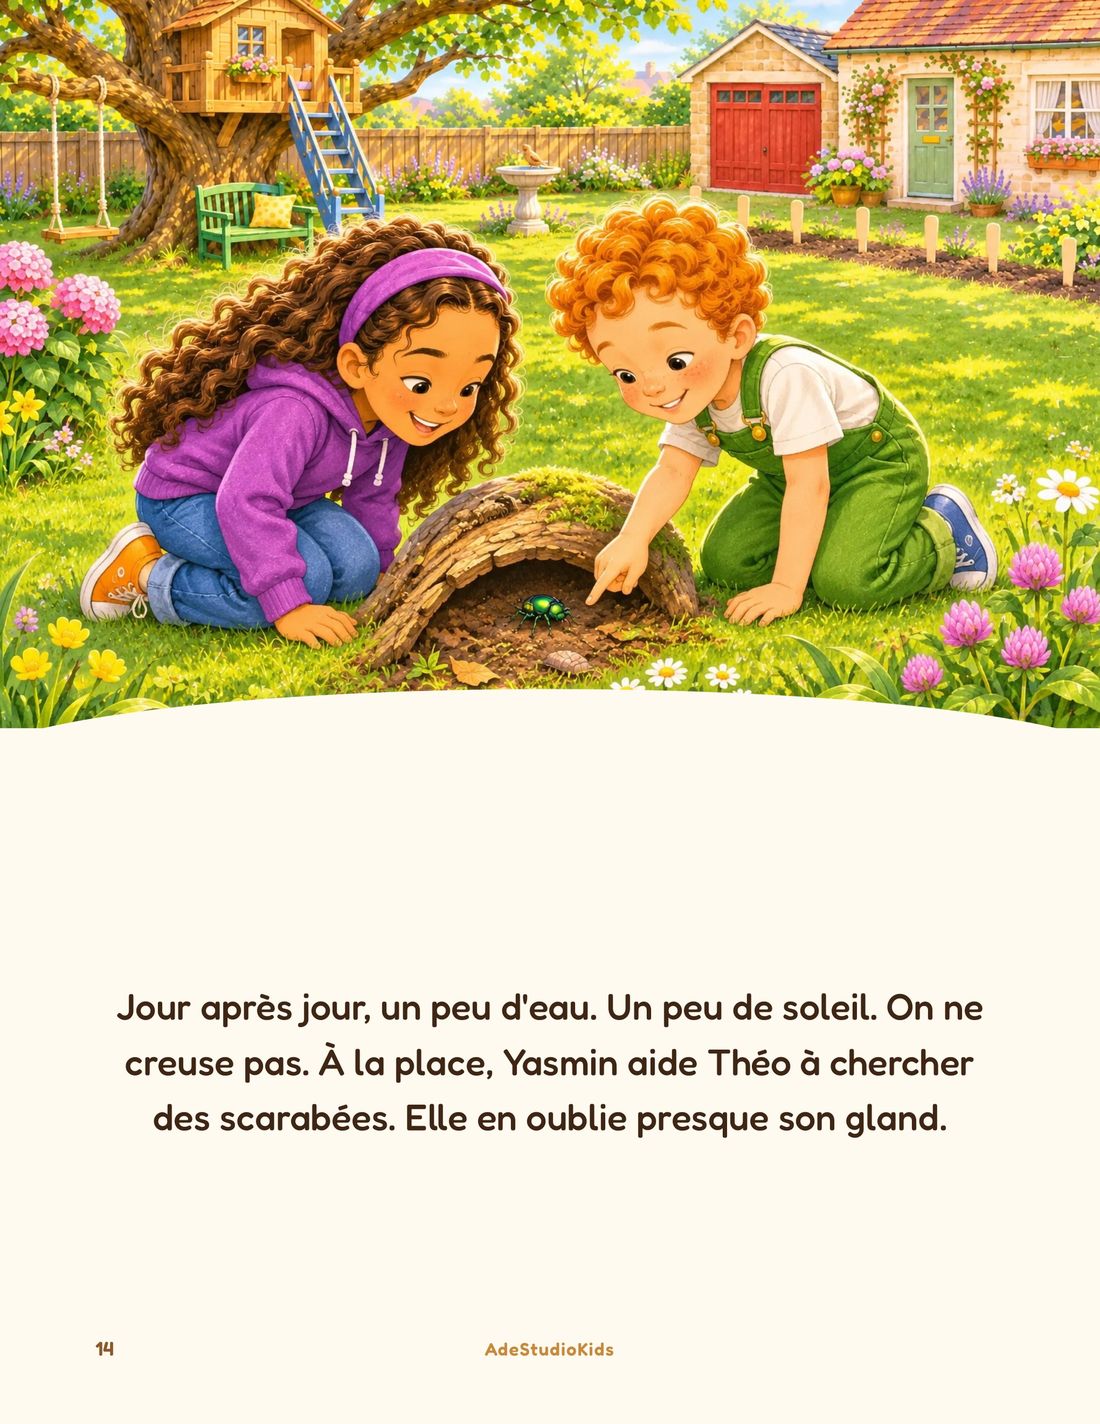 Jour après jour, un peu d'eau. Un peu de soleil. On ne
creuse pas. À la place, Yasmin aide Théo à chercher
des scarabées. Elle en oublie presque son gland.
14
AdeStudioKids